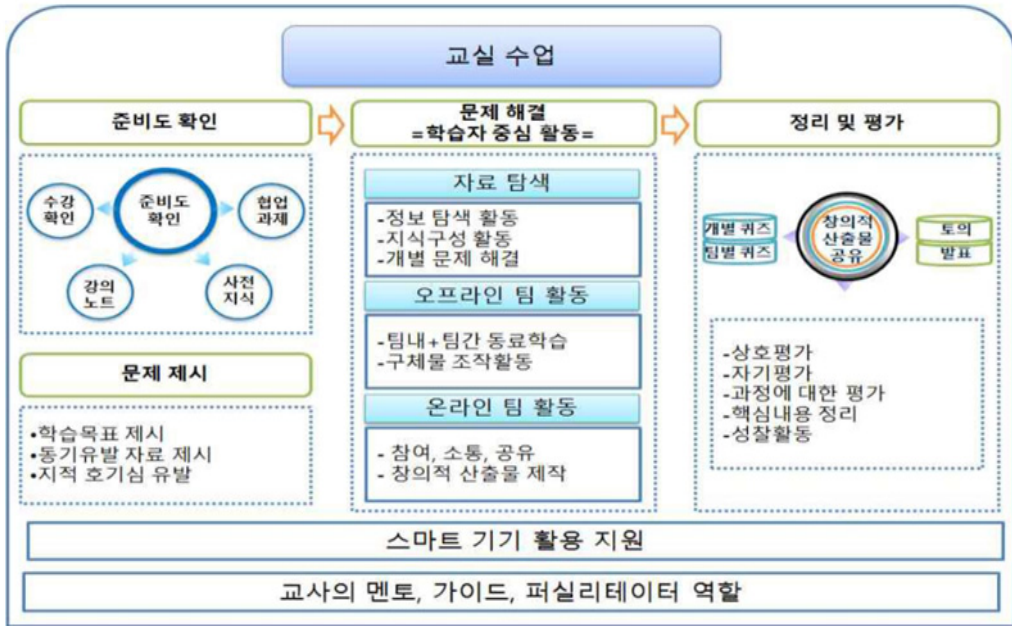 교실 수업
준비도 확인
수강
확인
준비도
확인
협업
과제
강의
노트
사전
지식
문제 제시
•학습목표 제시
•동기유발 자료 제시
•지적 호기심 유발
문제 해결
=학습자 중심 활동=
자료 탐색
-정보 탐색 활동
-지식구성 활동
-개별 문제 해결
오프라인 팀 활동
-팀내+팀간 동료학습
-구체물 조작활동
온라인 팀 활동
- 참여, 소통, 공유
- 창의적 산출물 제작
정리 및 평가
개별 퀴즈
팀별 퀴즈
창의적
산출물
공유
토의
발표
-상호평가
-자기평가
-과정에 대한 평가
-핵심내용 정리
-성찰활동
스마트 기기 활용 지원
교사의 멘토, 가이드, 퍼실리테이터 역할